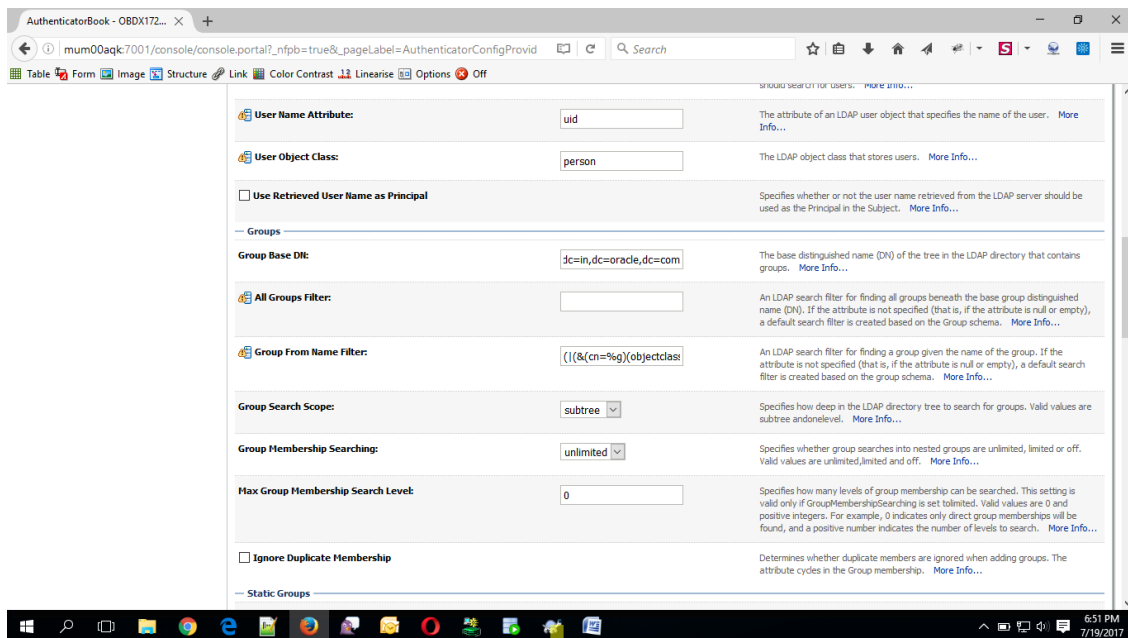 AuthenticatorBook - OBDX172...
mum00aqk:7001/console/console.portal?_nfpb=true&_pageLabel=AuthenticatorConfigProvid
Search
Table Form Image Structure Link Color Contrast Linearise Options Off
should search for users. More Info...
User Name Attribute:
uid
The attribute of an LDAP user object that specifies the name of the user. More
Info...
User Object Class:
person
The LDAP object class that stores users. More Info...
Use Retrieved User Name as Principal
Specifies whether or not the user name retrieved from the LDAP server should be
used as the Principal in the Subject. More Info...
Groups
Group Base DN:
dc=in,dc=oracle,dc=com
The base distinguished name (DN) of the tree in the LDAP directory that contains
groups. More Info...
All Groups Filter:
An LDAP search filter for finding all groups beneath the base group distinguished
name (DN). If the attribute is not specified (that is, if the attribute is null or empty),
a default search filter is created based on the Group schema. More Info...
Group From Name Filter:
(|(&(cn=%g)(objectclass
An LDAP search filter for finding a group given the name of the group. If the
attribute is not specified (that is, if the attribute is null or empty), a default search
filter is created based on the group schema. More Info...
Group Search Scope:
subtree
Specifies how deep in the LDAP directory tree to search for groups. Valid values are
subtree andonelevel. More Info...
Group Membership Searching:
unlimited
Specifies whether group searches into nested groups are unlimited, limited or off.
Valid values are unlimited,limited and off. More Info...
Max Group Membership Search Level:
0
Specifies how many levels of group membership can be searched. This setting is
valid only if GroupMembershipSearching is set tolimited. Valid values are 0 and
positive integers. For example, 0 indicates only direct group memberships will be
found, and a positive number indicates the number of levels to search. More Info...
Ignore Duplicate Membership
Determines whether duplicate members are ignored when adding groups. The
attribute cycles in the Group membership. More Info...
Static Groups
6:51 PM
7/19/2017